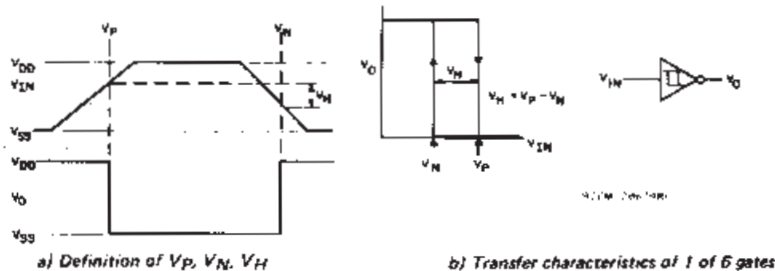 VP
VN
VDD
VIN
VH
VSS
VDD
VO
VSS
a) Definition of VP, VN, VH
VO
VH
VH = VP – VN
VIN
VN
VP
VIN
VO
b) Transfer characteristics of 1 of 6 gates